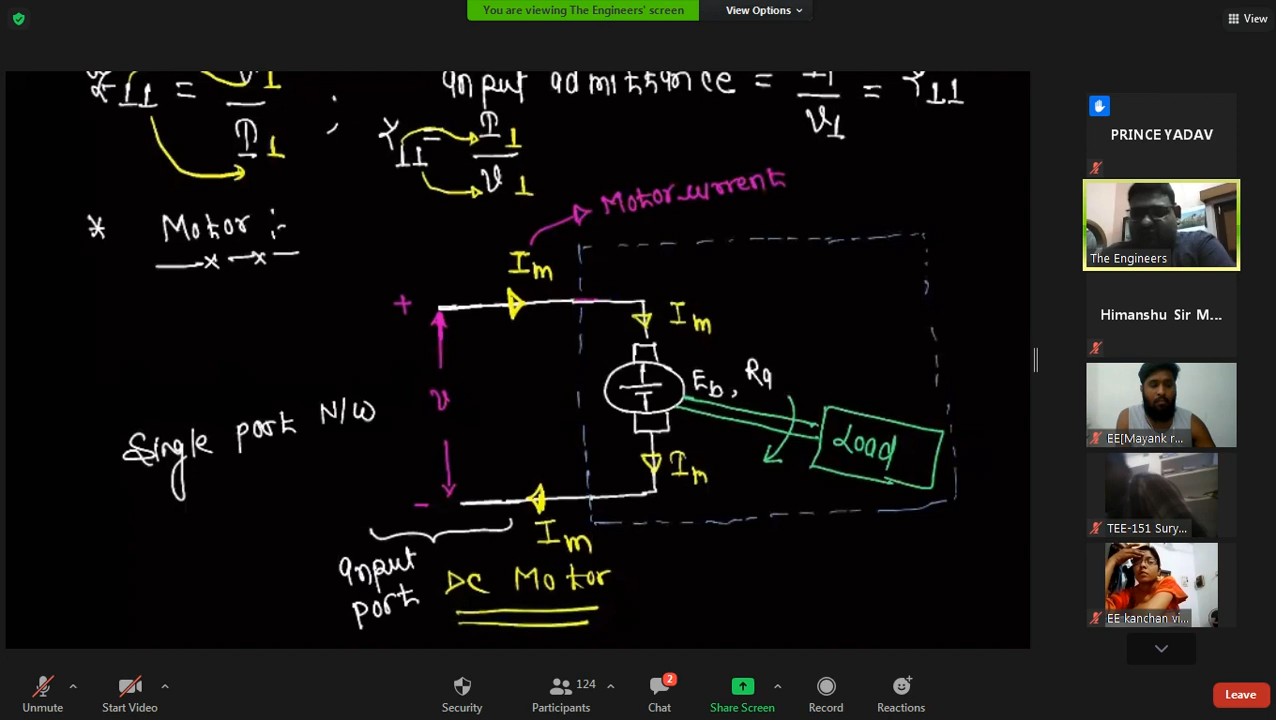 You are viewing The Engineers' screen
View Options
View
Z11 = V1 / I1 ;
Input admittance = I1 / V1 = Y11
Y11 = I1 / V1
* Motor :-
Motor current
Im
+
Im
V
Eb, Ra
Load
Single port N/W
Im
-
Im
Input port
DC Motor
PRINCE YADAV
The Engineers
Himanshu Sir M...
EE[Mayank r...
TEE-151 Sury...
EE kanchan vi...
Unmute
Start Video
Security
124
Participants
2
Chat
Share Screen
Record
Reactions
Leave